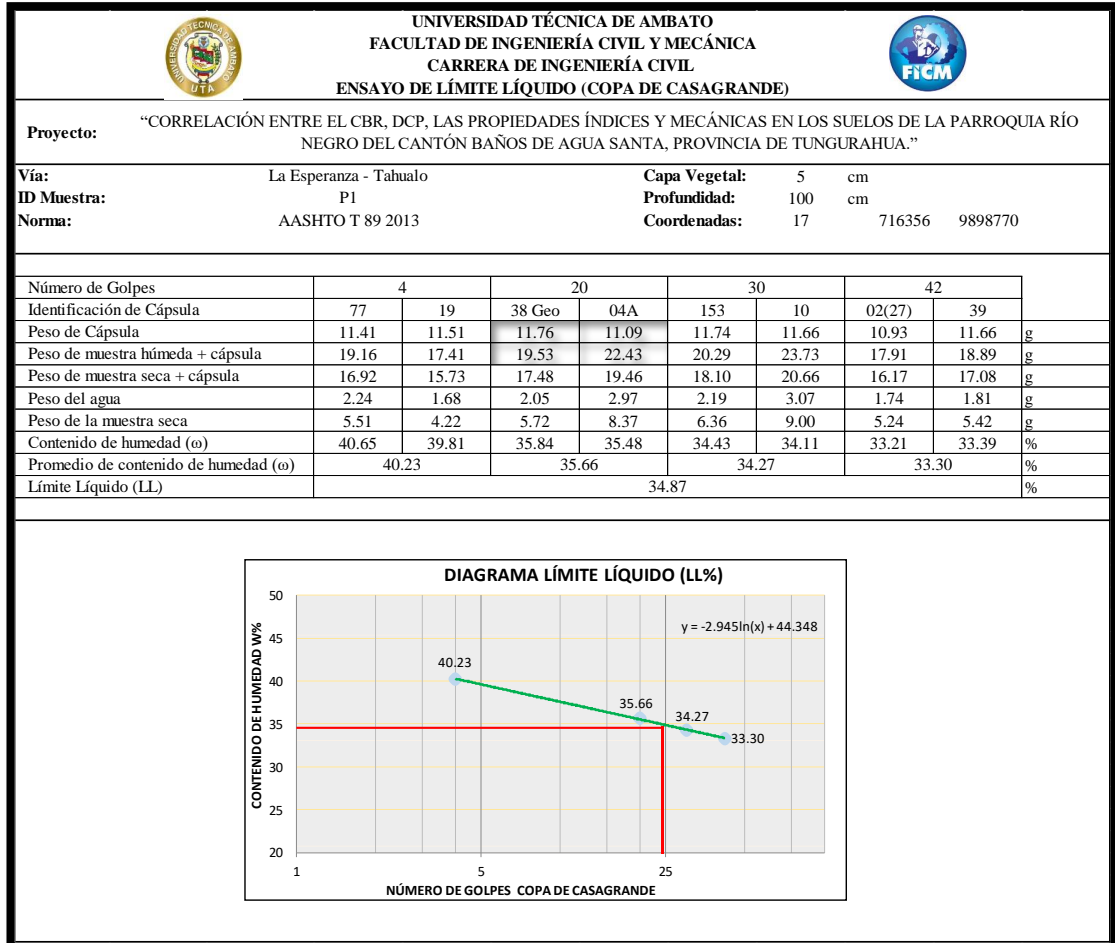 UNIVERSIDAD TÉCNICA DE AMBATO
FACULTAD DE INGENIERÍA CIVIL Y MECÁNICA
CARRERA DE INGENIERÍA CIVIL
ENSAYO DE LÍMITE LÍQUIDO (COPA DE CASAGRANDE)
UNIVERSIDAD TECNICA DE AMBATO
UTA
FICM
Proyecto: “CORRELACIÓN ENTRE EL CBR, DCP, LAS PROPIEDADES ÍNDICES Y MECÁNICAS EN LOS SUELOS DE LA PARROQUIA RÍO
NEGRO DEL CANTÓN BAÑOS DE AGUA SANTA, PROVINCIA DE TUNGURAHUA.”
Vía: La Esperanza - Tahualo Capa Vegetal: 5 cm
ID Muestra: P1 Profundidad: 100 cm
Norma: AASHTO T 89 2013 Coordenadas: 17 716356 9898770
Número de Golpes 4 20 30 42
Identificación de Cápsula 77 19 38 Geo 04A 153 10 02(27) 39
Peso de Cápsula 11.41 11.51 11.76 11.09 11.74 11.66 10.93 11.66 g
Peso de muestra húmeda + cápsula 19.16 17.41 19.53 22.43 20.29 23.73 17.91 18.89 g
Peso de muestra seca + cápsula 16.92 15.73 17.48 19.46 18.10 20.66 16.17 17.08 g
Peso del agua 2.24 1.68 2.05 2.97 2.19 3.07 1.74 1.81 g
Peso de la muestra seca 5.51 4.22 5.72 8.37 6.36 9.00 5.24 5.42 g
Contenido de humedad (ω) 40.65 39.81 35.84 35.48 34.43 34.11 33.21 33.39 %
Promedio de contenido de humedad (ω) 40.23 35.66 34.27 33.30 %
Límite Líquido (LL) 34.87 %
DIAGRAMA LÍMITE LÍQUIDO (LL%)
y = -2.945ln(x) + 44.348
CONTENIDO DE HUMEDAD W%
50
45
40
35
30
25
20
40.23
35.66
34.27
33.30
1 5 25
NÚMERO DE GOLPES COPA DE CASAGRANDE